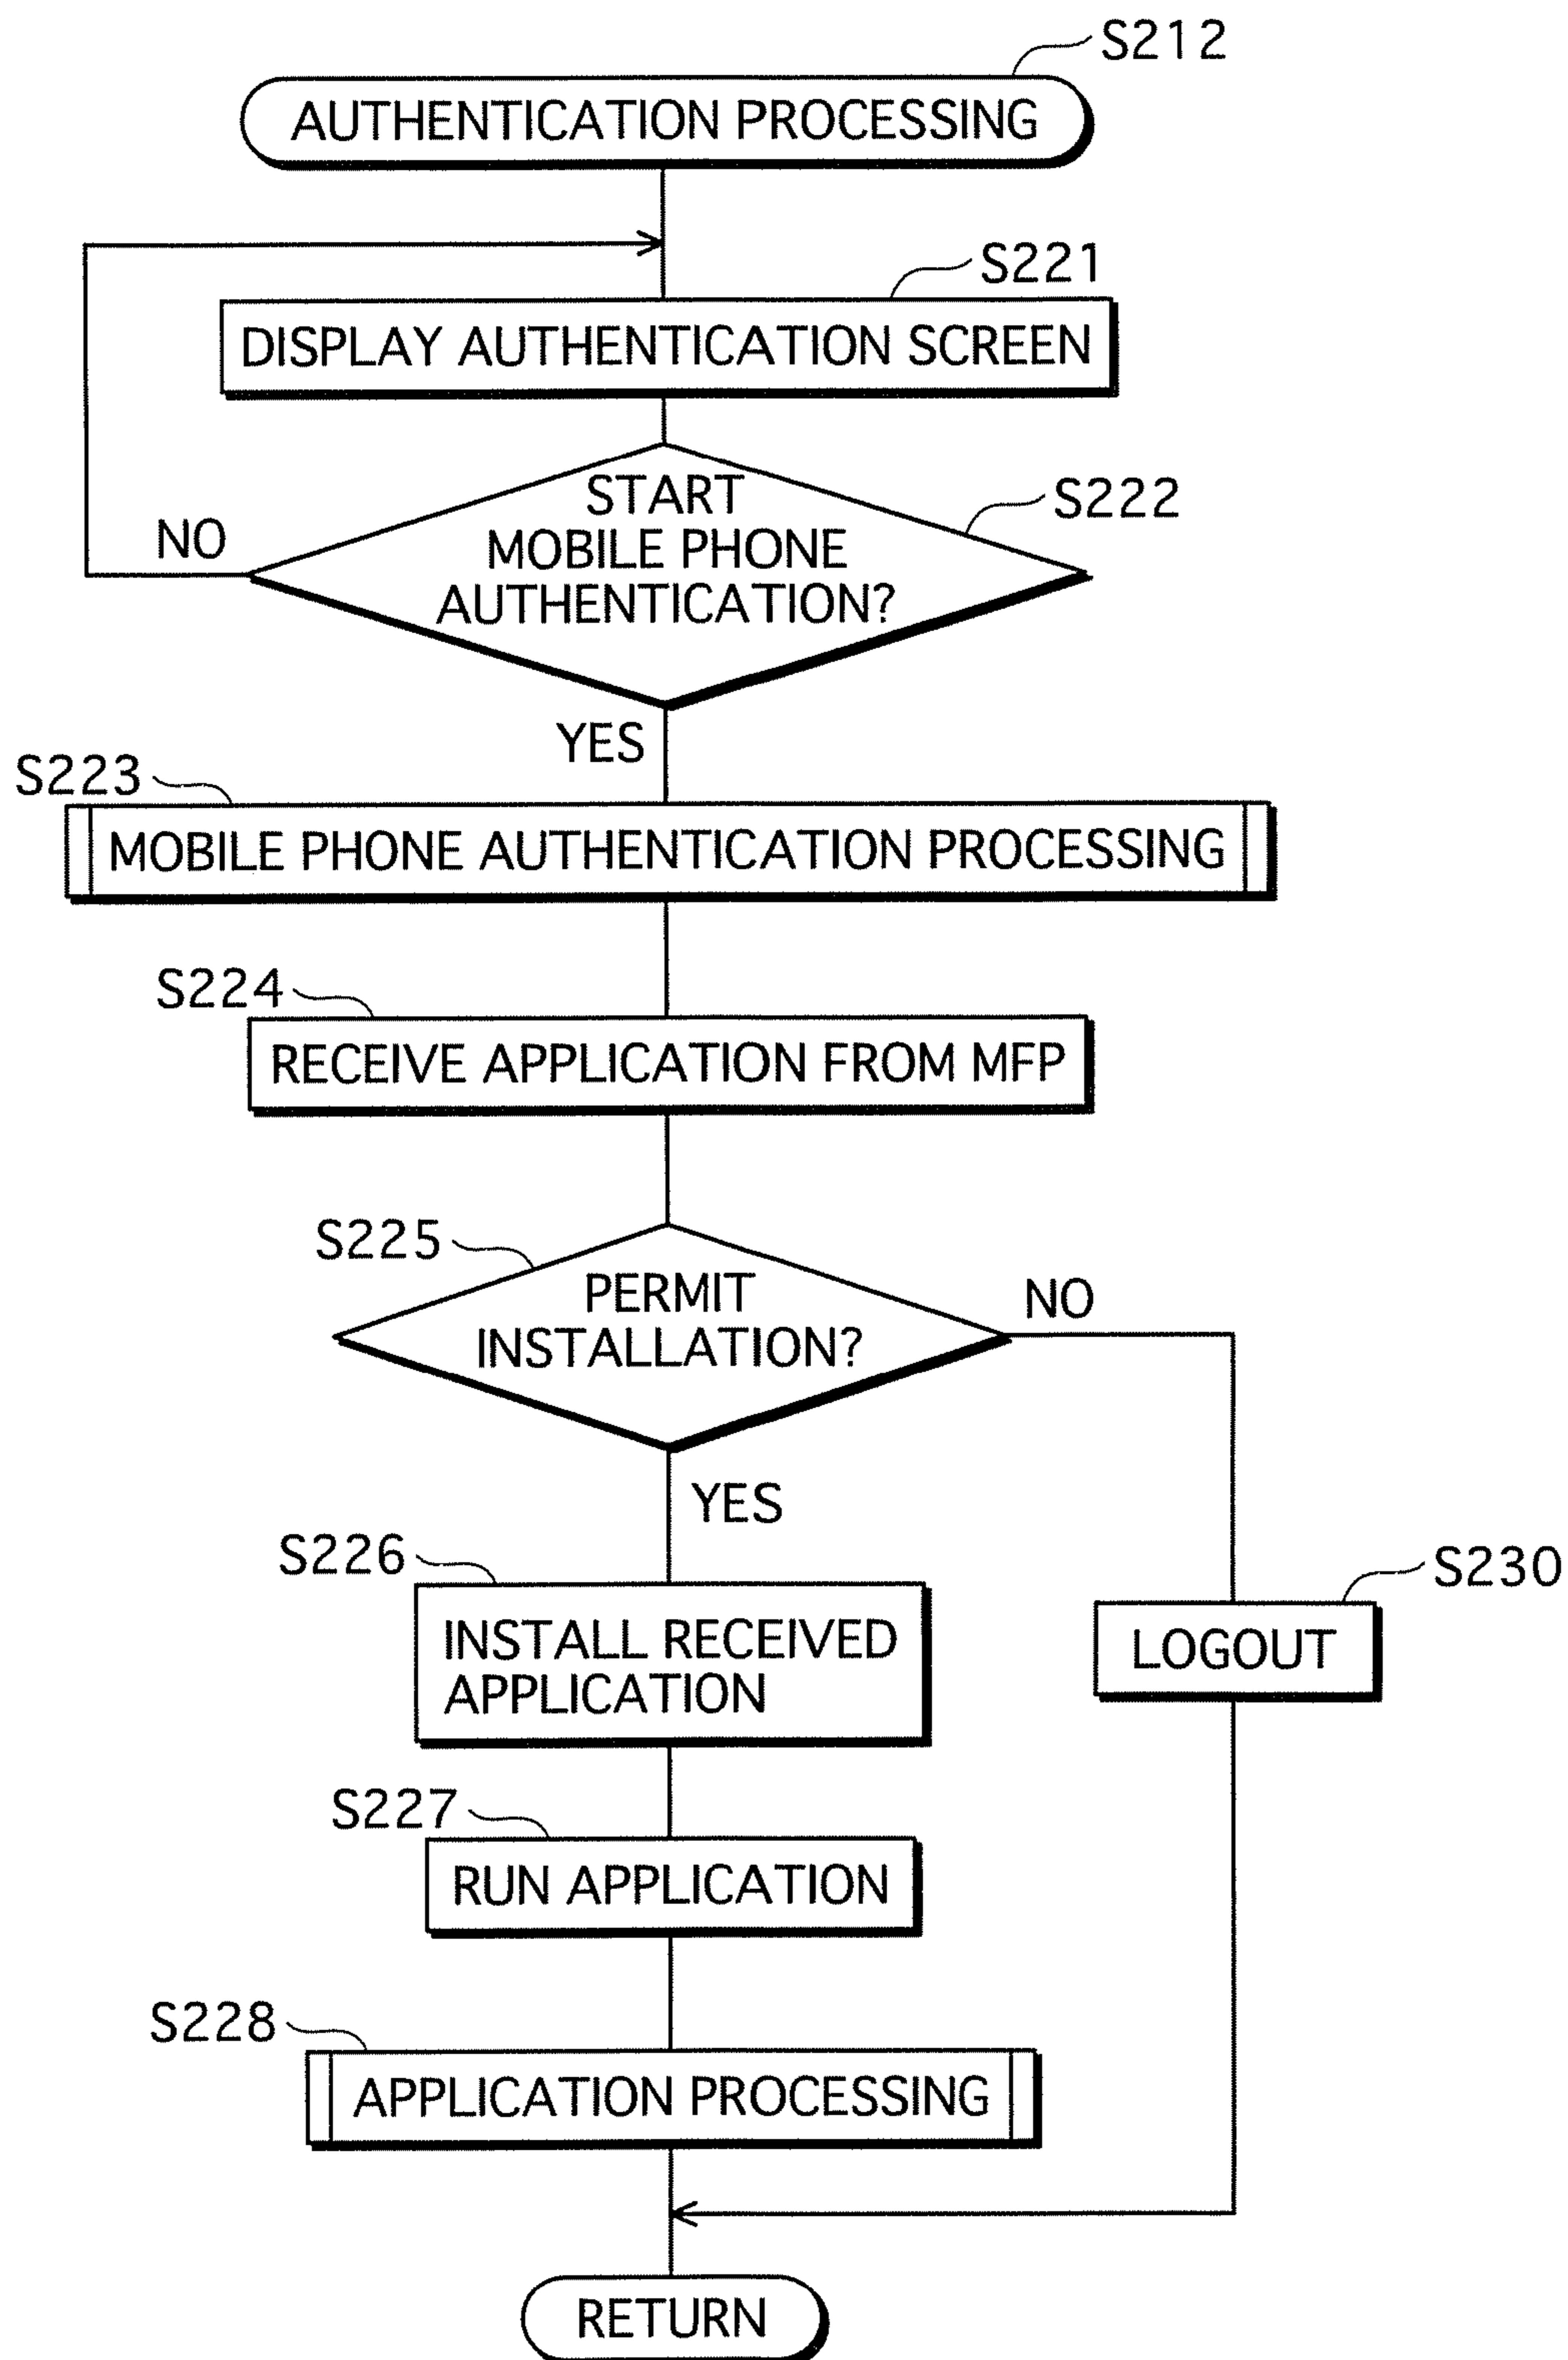 S212
AUTHENTICATION PROCESSING
S221
DISPLAY AUTHENTICATION SCREEN
S222
START
MOBILE PHONE
AUTHENTICATION?
NO
YES
S223
MOBILE PHONE AUTHENTICATION PROCESSING
S224
RECEIVE APPLICATION FROM MFP
S225
PERMIT
INSTALLATION?
NO
YES
S226
INSTALL RECEIVED
APPLICATION
S230
LOGOUT
S227
RUN APPLICATION
S228
APPLICATION PROCESSING
RETURN